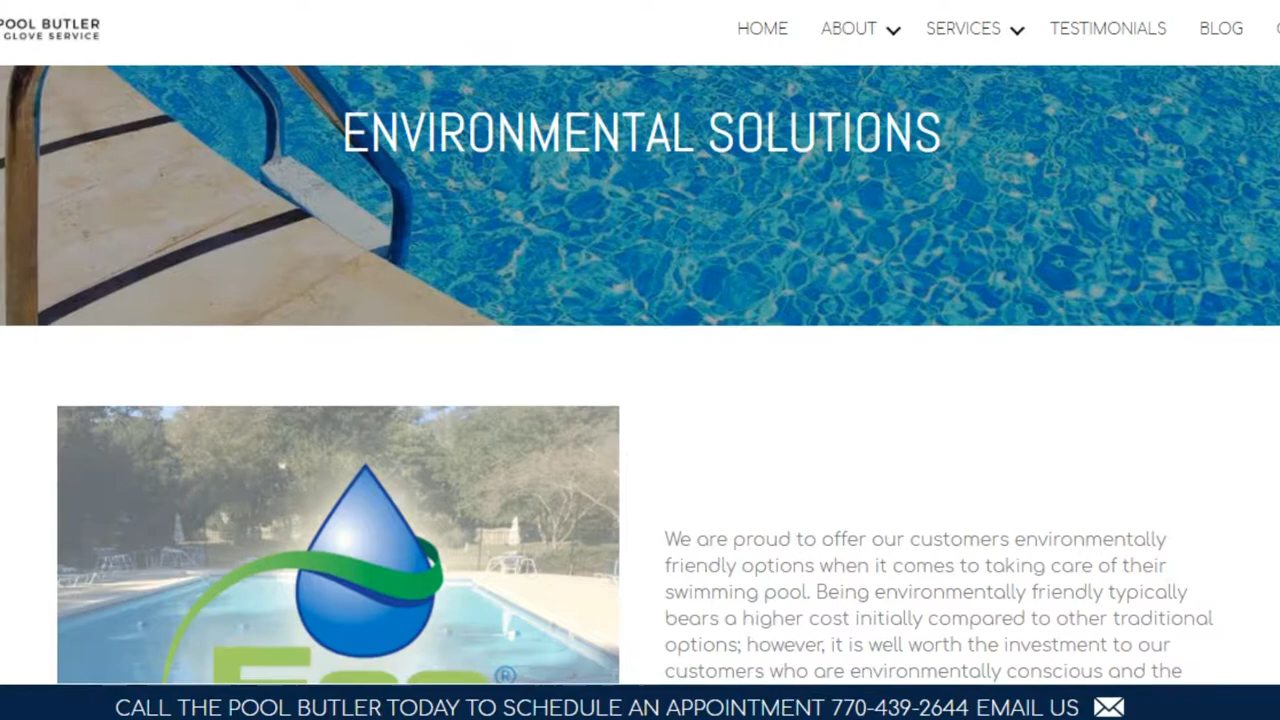 POOL BUTLER
GLOVE SERVICE
HOME ABOUT SERVICES TESTIMONIALS BLOG
ENVIRONMENTAL SOLUTIONS
We are proud to offer our customers environmentally
friendly options when it comes to taking care of their
swimming pool. Being environmentally friendly typically
bears a higher cost initially compared to other traditional
options; however, it is well worth the investment to our
customers who are environmentally conscious and the
Eco®
CALL THE POOL BUTLER TODAY TO SCHEDULE AN APPOINTMENT 770-439-2644 EMAIL US